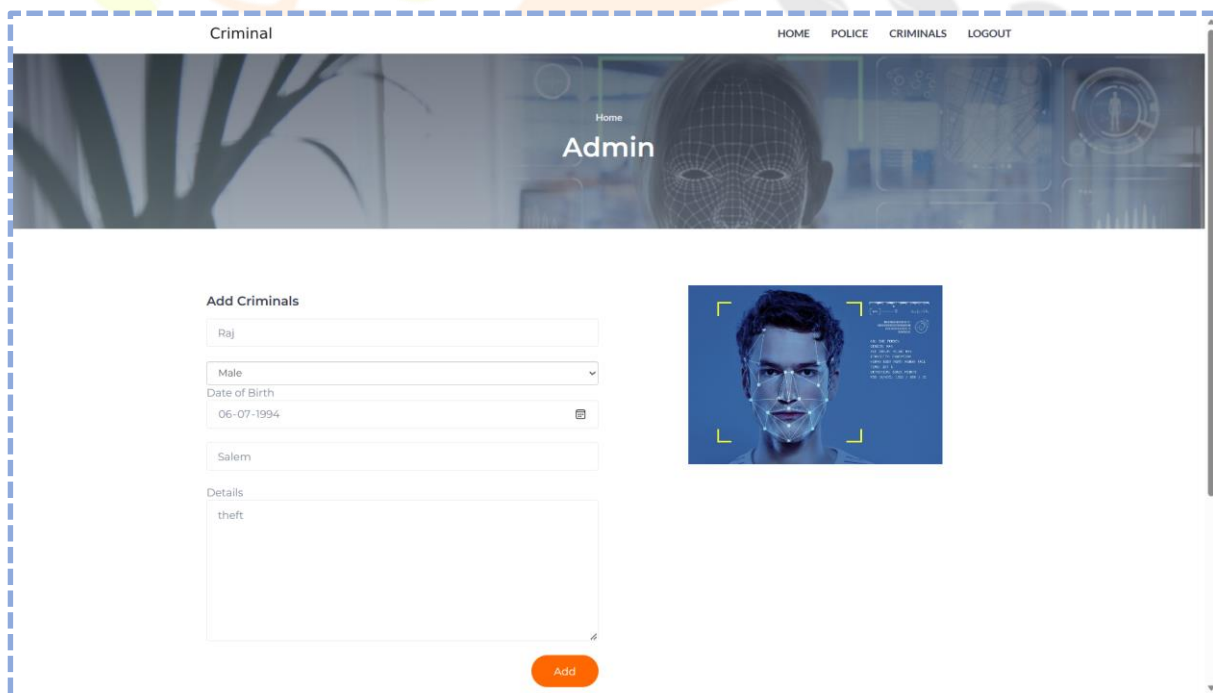 Criminal
HOME POLICE CRIMINALS LOGOUT
Home
Admin
Add Criminals
Raj
Male
Date of Birth
06-07-1994
Salem
Details
theft
Add